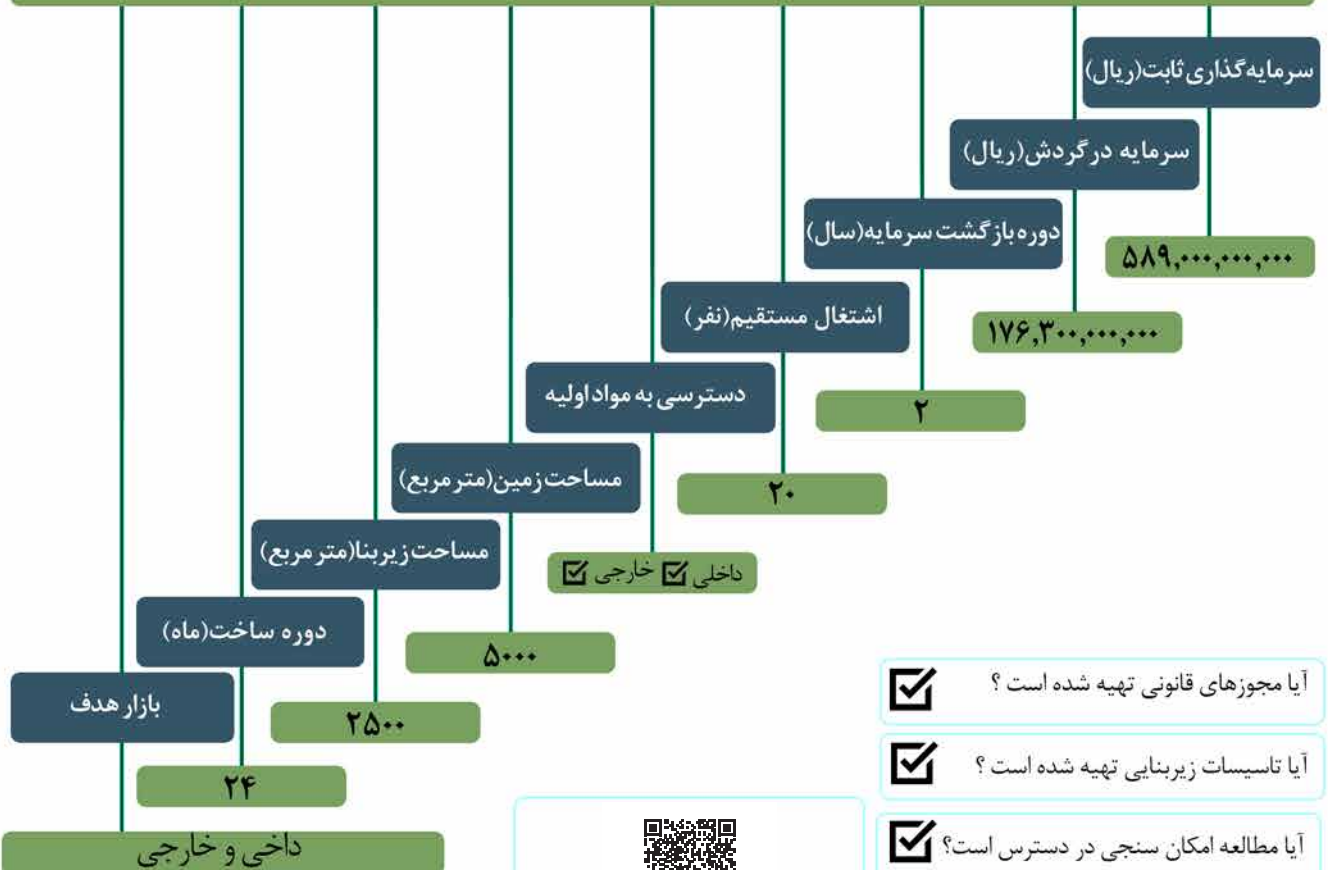 سرمایه‌گذاری ثابت(ریال)
۵۸۹,۰۰۰,۰۰۰,۰۰۰
سرمایه در گردش(ریال)
۱۷۶,۳۰۰,۰۰۰,۰۰۰
دوره بازگشت سرمایه(سال)
۲
اشتغال مستقیم(نفر)
۲۰
دسترسی به مواد اولیه
داخلی ☑ خارجی ☑
مساحت زمین(متر مربع)
۵۰۰۰
مساحت زیربنا(متر مربع)
۲۵۰۰
دوره ساخت(ماه)
۲۴
بازار هدف
داخی و خارجی
آیا مجوزهای قانونی تهیه شده است ؟ ☑
آیا تاسیسات زیربنایی تهیه شده است ؟ ☑
آیا مطالعه امکان سنجی در دسترس است؟ ☑